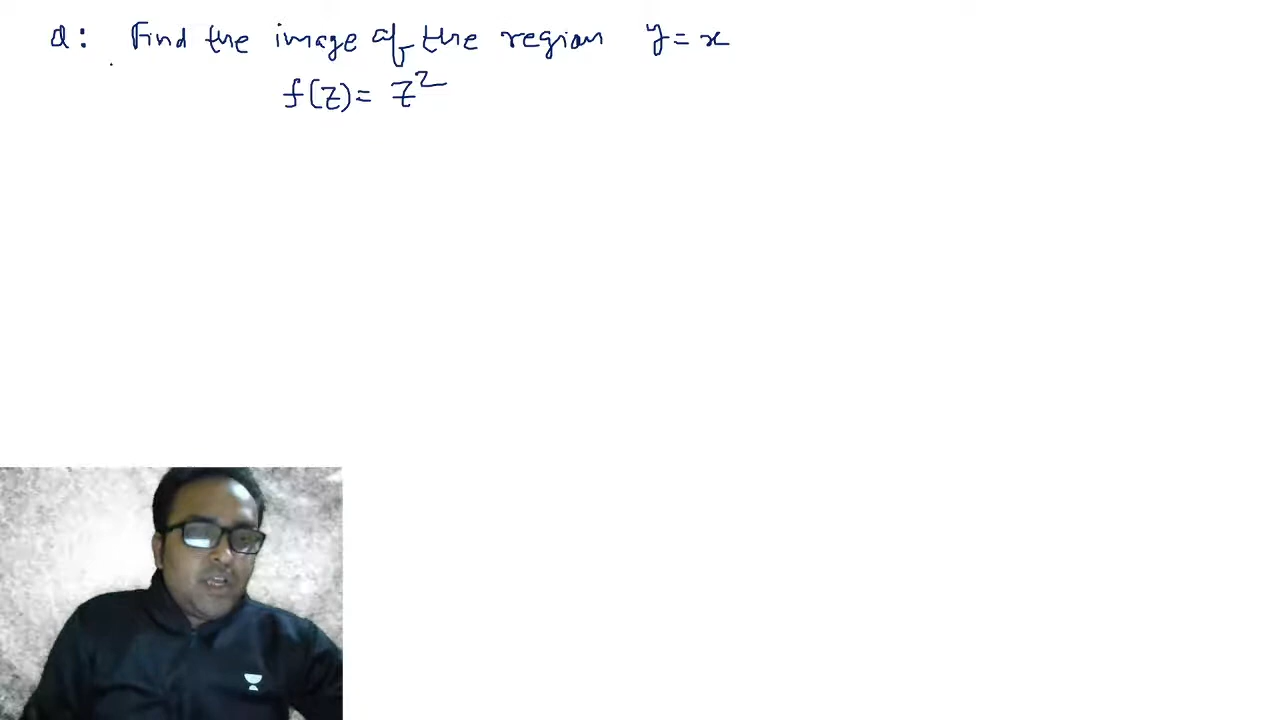 Q: Find the image of the region y = x
f(z) = z²